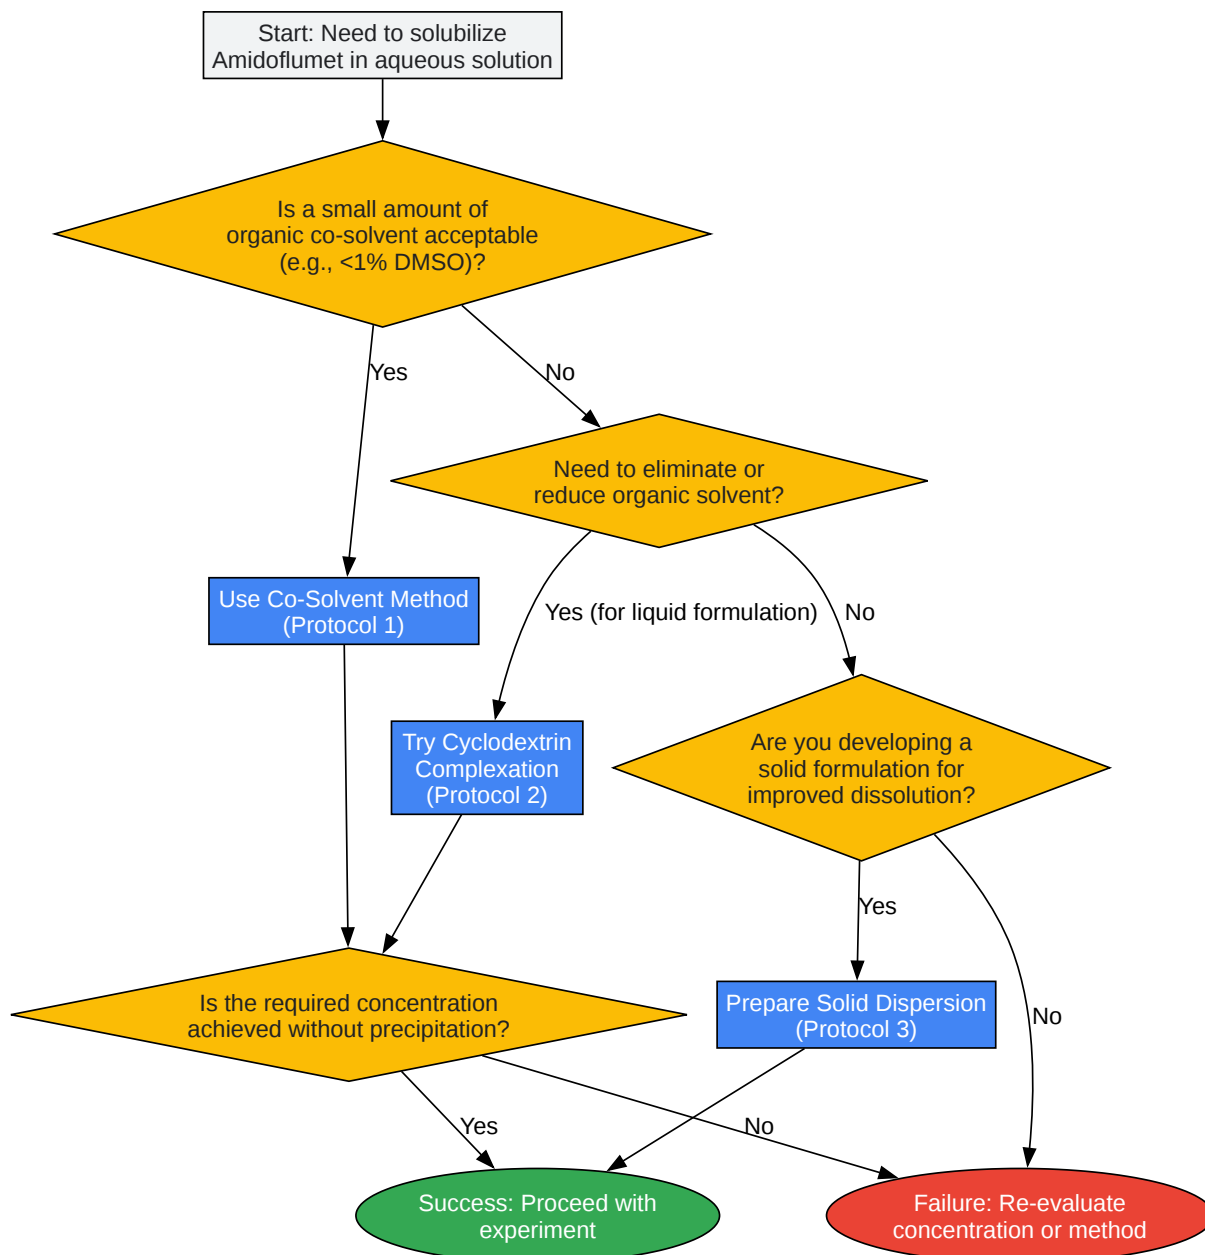 Start: Need to solubilize
Amidoflumet in aqueous solution
Is a small amount of
organic co-solvent acceptable
(e.g., <1% DMSO)?
Yes
No
Need to eliminate or
reduce organic solvent?
Use Co-Solvent Method
(Protocol 1)
Yes (for liquid formulation)
No
Try Cyclodextrin
Complexation
(Protocol 2)
Are you developing a
solid formulation for
improved dissolution?
Yes
Is the required concentration
achieved without precipitation?
Prepare Solid Dispersion
(Protocol 3)
No
Yes
No
Success: Proceed with
experiment
Failure: Re-evaluate
concentration or method